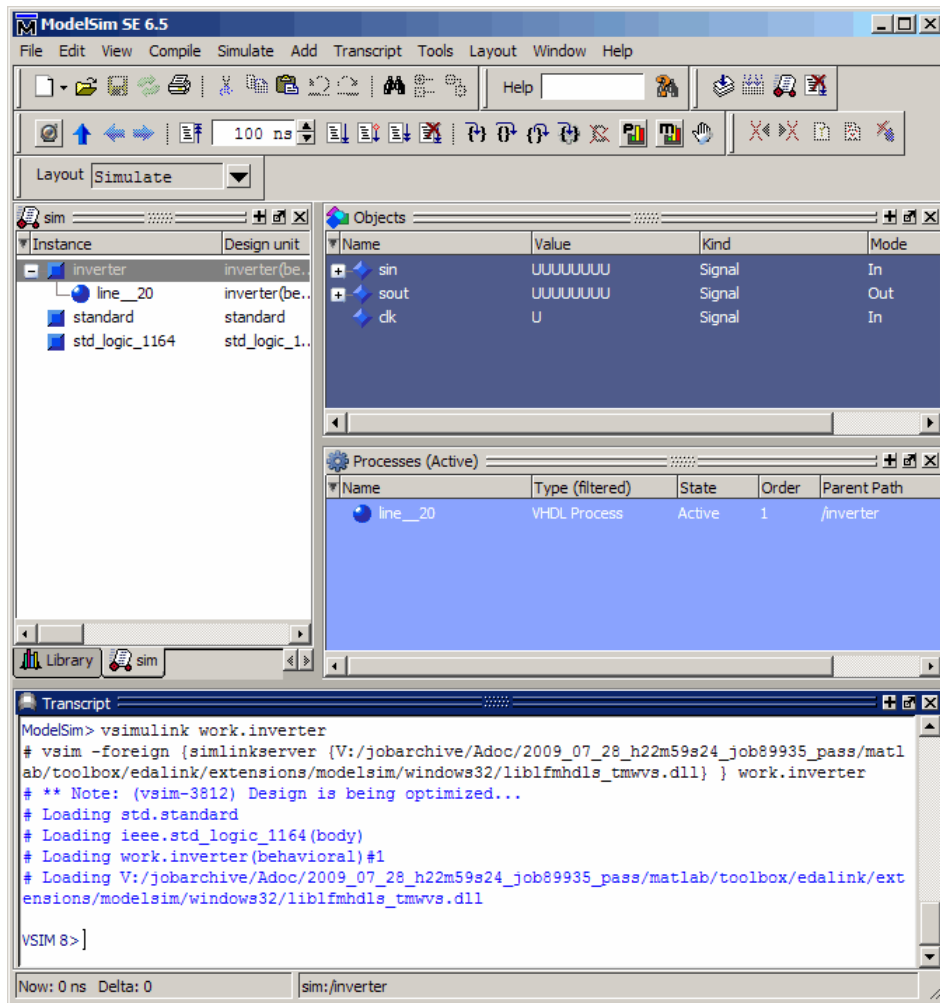 ModelSim SE 6.5
File Edit View Compile Simulate Add Transcript Tools Layout Window Help
Help
100 ns
Layout Simulate
sim
Instance Design unit
inverter inverter(be..
line__20 inverter(be..
standard standard
std_logic_1164 std_logic_1..
Library sim
Objects
Name Value Kind Mode
sin UUUUUUUU Signal In
sout UUUUUUUU Signal Out
clk U Signal In
Processes (Active)
Name Type (filtered) State Order Parent Path
line__20 VHDL Process Active 1 /inverter
Transcript
ModelSim> vsimulink work.inverter
# vsim -foreign {simlinkserver {V:/jobarchive/Adoc/2009_07_28_h22m59s24_job89935_pass/matl
ab/toolbox/edalink/extensions/modelsim/windows32/liblfmhdls_tmwvs.dll} } work.inverter
# ** Note: (vsim-3812) Design is being optimized...
# Loading std.standard
# Loading ieee.std_logic_1164(body)
# Loading work.inverter(behavioral)#1
# Loading V:/jobarchive/Adoc/2009_07_28_h22m59s24_job89935_pass/matlab/toolbox/edalink/ext
ensions/modelsim/windows32/liblfmhdls_tmwvs.dll
VSIM 8>
Now: 0 ns Delta: 0 sim:/inverter